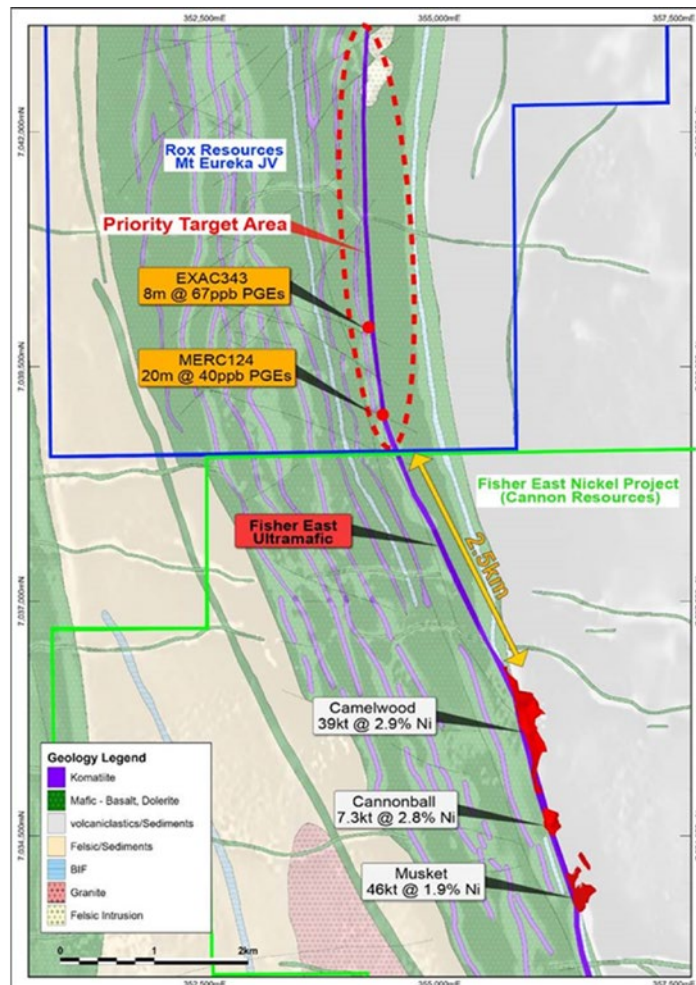 352,500mE
355,000mE
357,500mE
7,042,000mN
Rox Resources
Mt Eureka JV
Priority Target Area
EXAC343
8m @ 67ppb PGEs
MERC124
20m @ 40ppb PGEs
7,039,500mN
Fisher East Nickel Project
(Cannon Resources)
Fisher East
Ultramafic
2.5km
7,037,000mN
Camelwood
39kt @ 2.9% Ni
Cannonball
7.3kt @ 2.8% Ni
7,034,500mN
Musket
46kt @ 1.9% Ni
Geology Legend
Komatiite
Mafic - Basalt, Dolerite
volcaniclastics/Sediments
Felsic/Sediments
BIF
Granite
Felsic Intrusion
0 1 2km
352,500mE
355,000mE
357,500mE